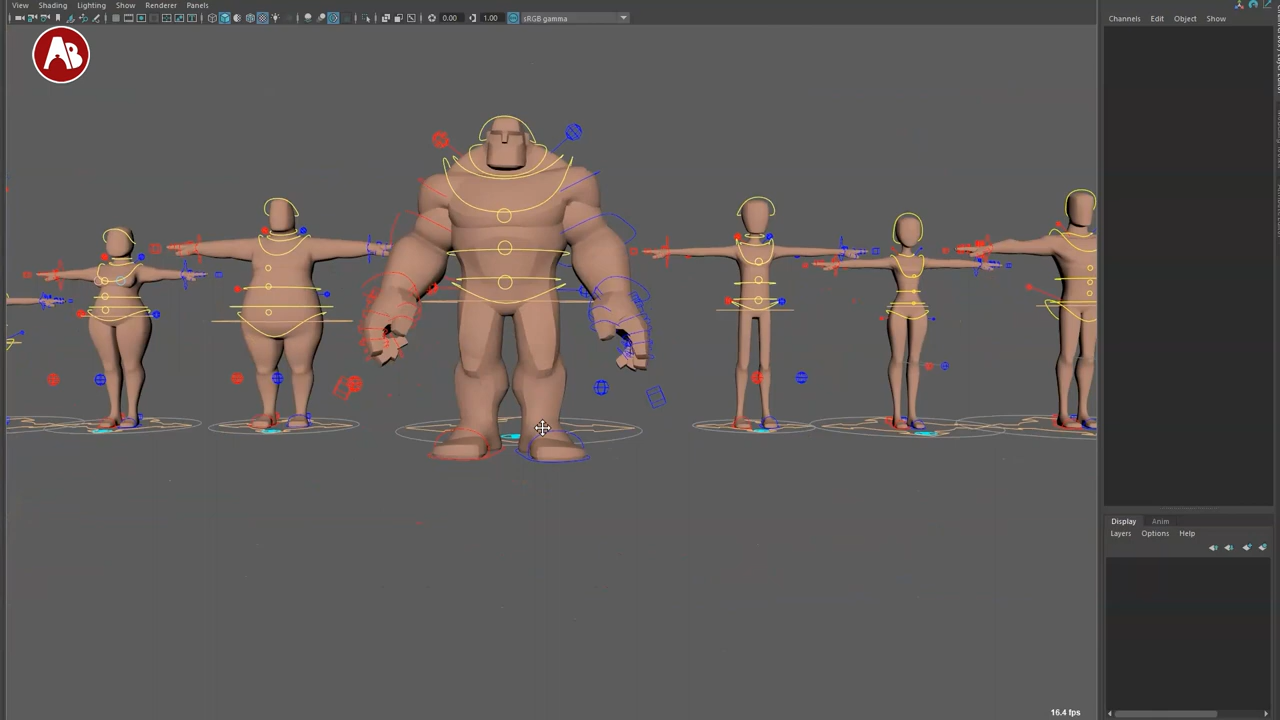 View Shading Lighting Show Renderer Panels
0.00 1.00 sRGB gamma
AB
Channels Edit Object Show
Display Anim
Layers Options Help
16.4 fps